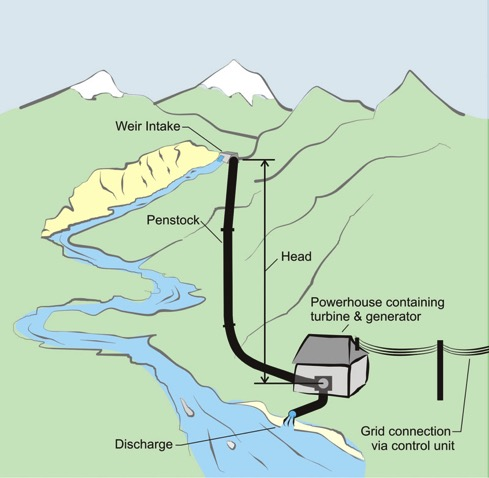 Weir Intake
Penstock
Head
Powerhouse containing
turbine & generator
Discharge
Grid connection
via control unit